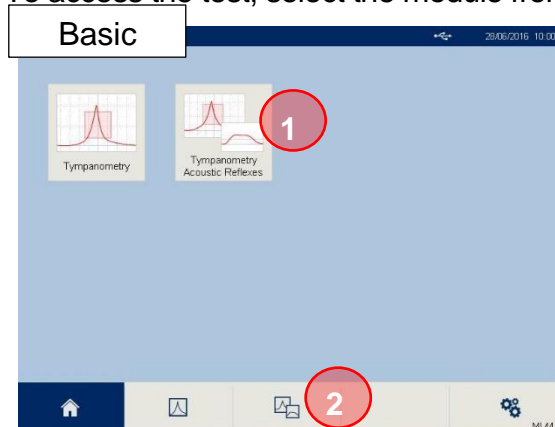 To access the test, select the module from
Basic
28/06/2016 10:00
1
Tympanometry
Tympanometry
Acoustic Reflexes
2